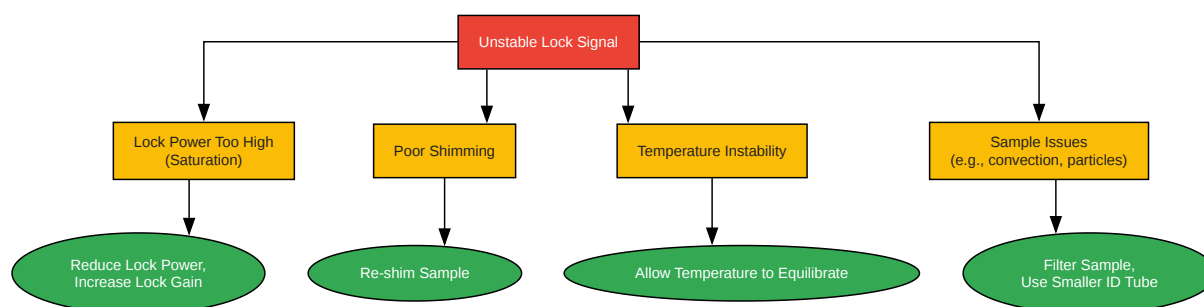 Unstable Lock Signal
Lock Power Too High
(Saturation)
Poor Shimming
Temperature Instability
Sample Issues
(e.g., convection, particles)
Reduce Lock Power,
Increase Lock Gain
Re-shim Sample
Allow Temperature to Equilibrate
Filter Sample,
Use Smaller ID Tube